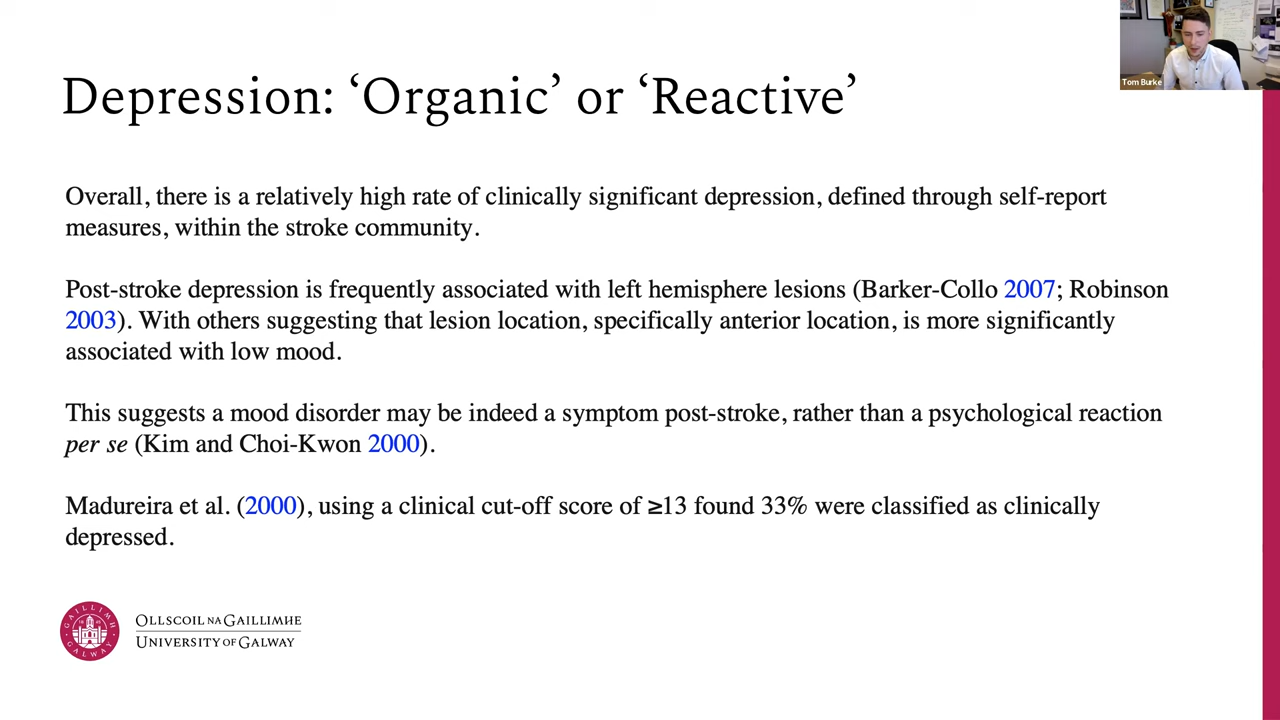 Depression: ‘Organic’ or ‘Reactive’
Tom Burke
Overall, there is a relatively high rate of clinically significant depression, defined through self-report
measures, within the stroke community.
Post-stroke depression is frequently associated with left hemisphere lesions (Barker-Collo 2007; Robinson
2003). With others suggesting that lesion location, specifically anterior location, is more significantly
associated with low mood.
This suggests a mood disorder may be indeed a symptom post-stroke, rather than a psychological reaction
per se (Kim and Choi-Kwon 2000).
Madureira et al. (2000), using a clinical cut-off score of ≥13 found 33% were classified as clinically
depressed.
GAILLIMH
GALWAY
OLLSCOIL NA GAILLIMHE
UNIVERSITY OF GALWAY